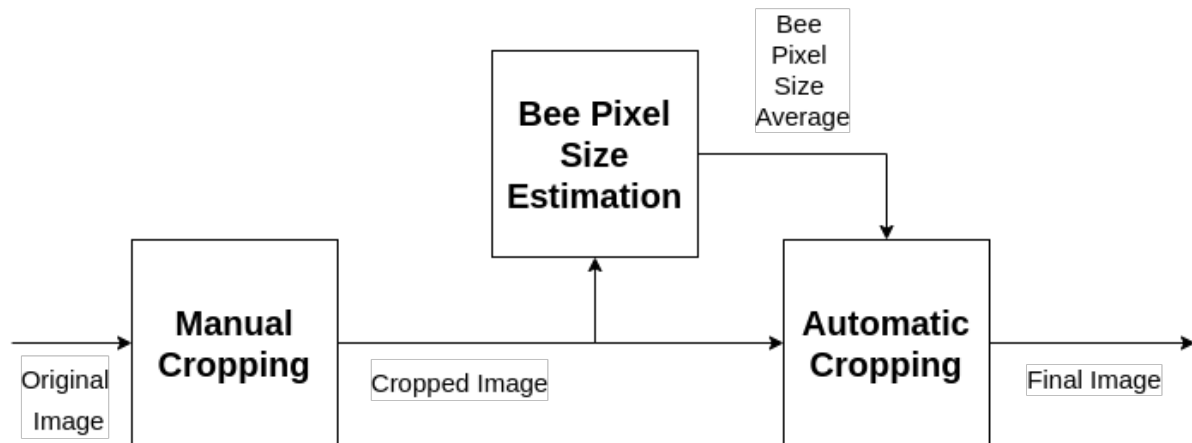 Bee
Pixel
Size
Average
Bee Pixel
Size
Estimation
Manual
Cropping
Automatic
Cropping
Original
Image
Cropped Image
Final Image